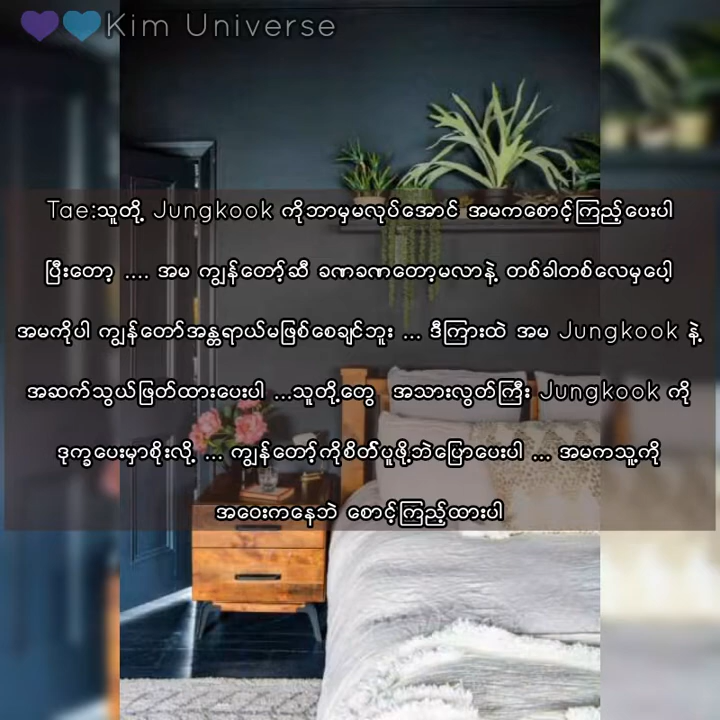 Kim Universe
Tae:သူတို့ Jungkook ကိုဘာမှမလုပ်အောင် အမကစောင့်ကြည့်ပေးပါ
ပြီးတော့ .... အမ ကျွန်တော့်ဆီ ခဏခဏတော့မလာနဲ့ တစ်ခါတစ်လေမှပေါ့
အမကိုပါ ကျွန်တော်အန္တရာယ်မဖြစ်စေချင်ဘူး ... ဒီကြားထဲ အမ Jungkook နဲ့
အဆက်သွယ်ဖြတ်ထားပေးပါ ...သူတို့တွေ အသားလွတ်ကြီး Jungkook ကို
ဒုက္ခပေးမှာစိုးလို့ ... ကျွန်တော့်ကိုစိတ်ပူဖို့ဘဲပြောပေးပါ ... အမကသူ့ကို
အဝေးကနေဘဲ စောင့်ကြည့်ထားပါ